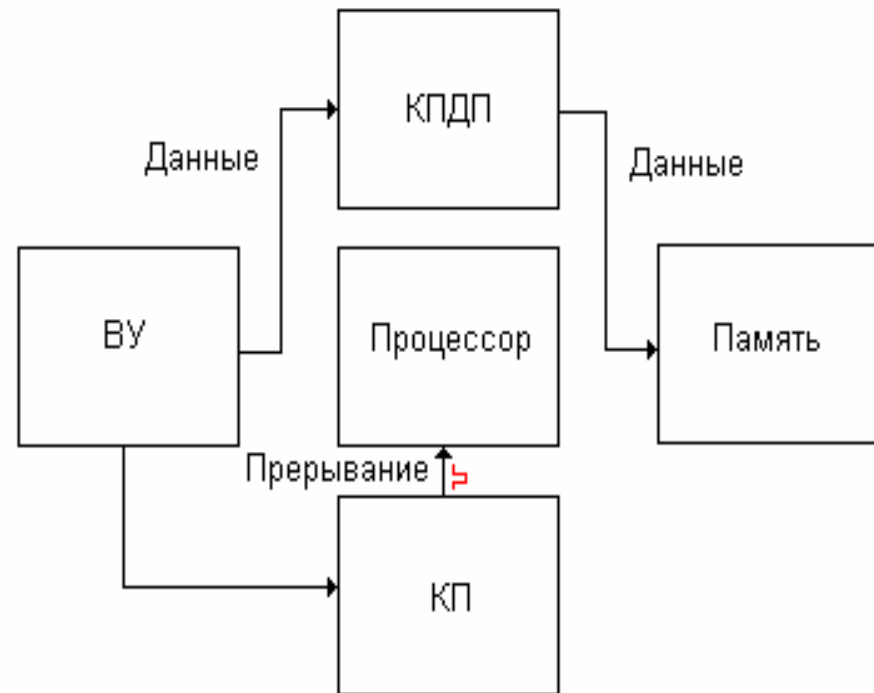 КПДП
Данные
Данные
ВУ
Процессор
Память
Прерывание
КП